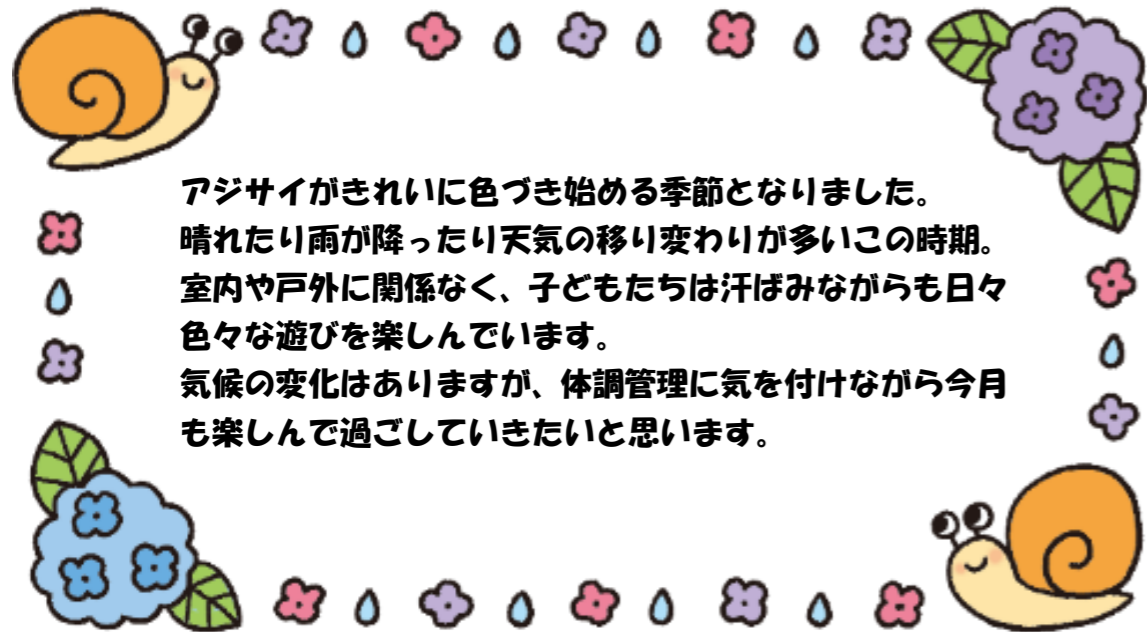 アジサイがきれいに色づき始める季節となりました。
晴れたり雨が降ったり天気の移り変わりが多いこの時期。
室内や戸外に関係なく、子どもたちは汗ばみながらも日々
色々な遊びを楽しんでいます。
気候の変化はありますが、体調管理に気を付けながら今月
も楽しんで過ごしていきたいと思います。